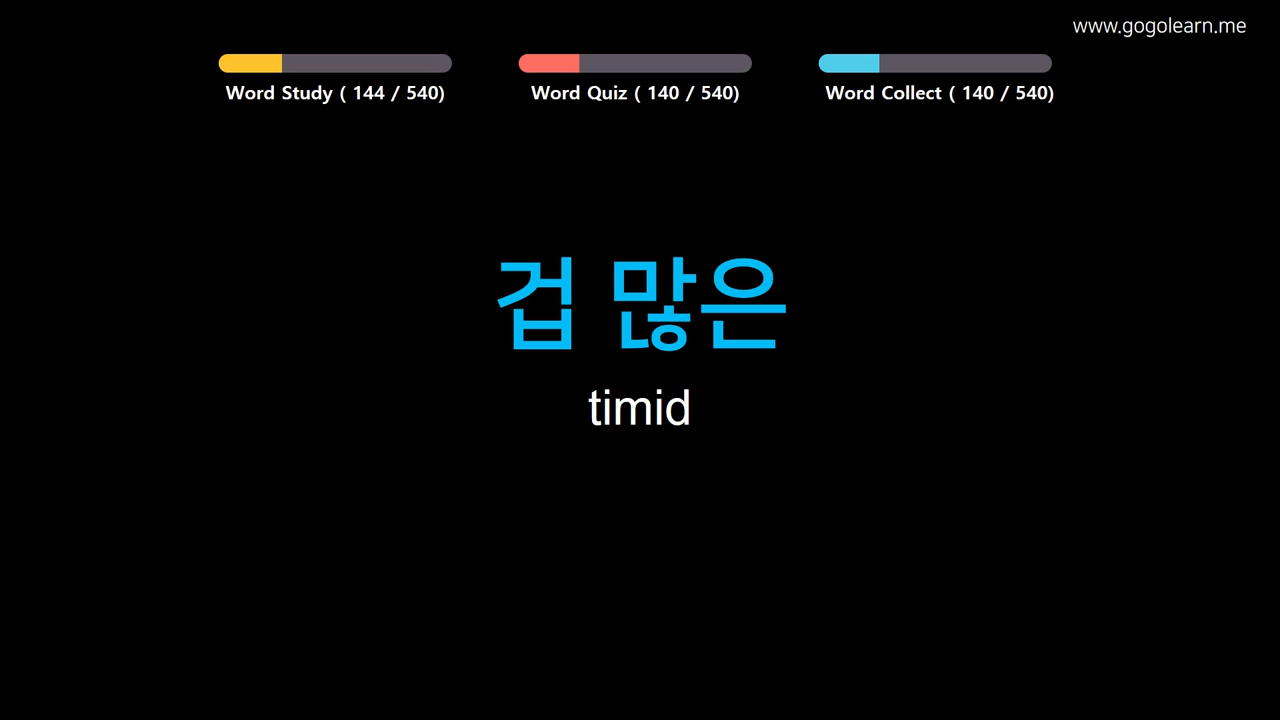 www.gogolearn.me
Word Study ( 144 / 540)
Word Quiz ( 140 / 540)
Word Collect ( 140 / 540)
겁 많은
timid